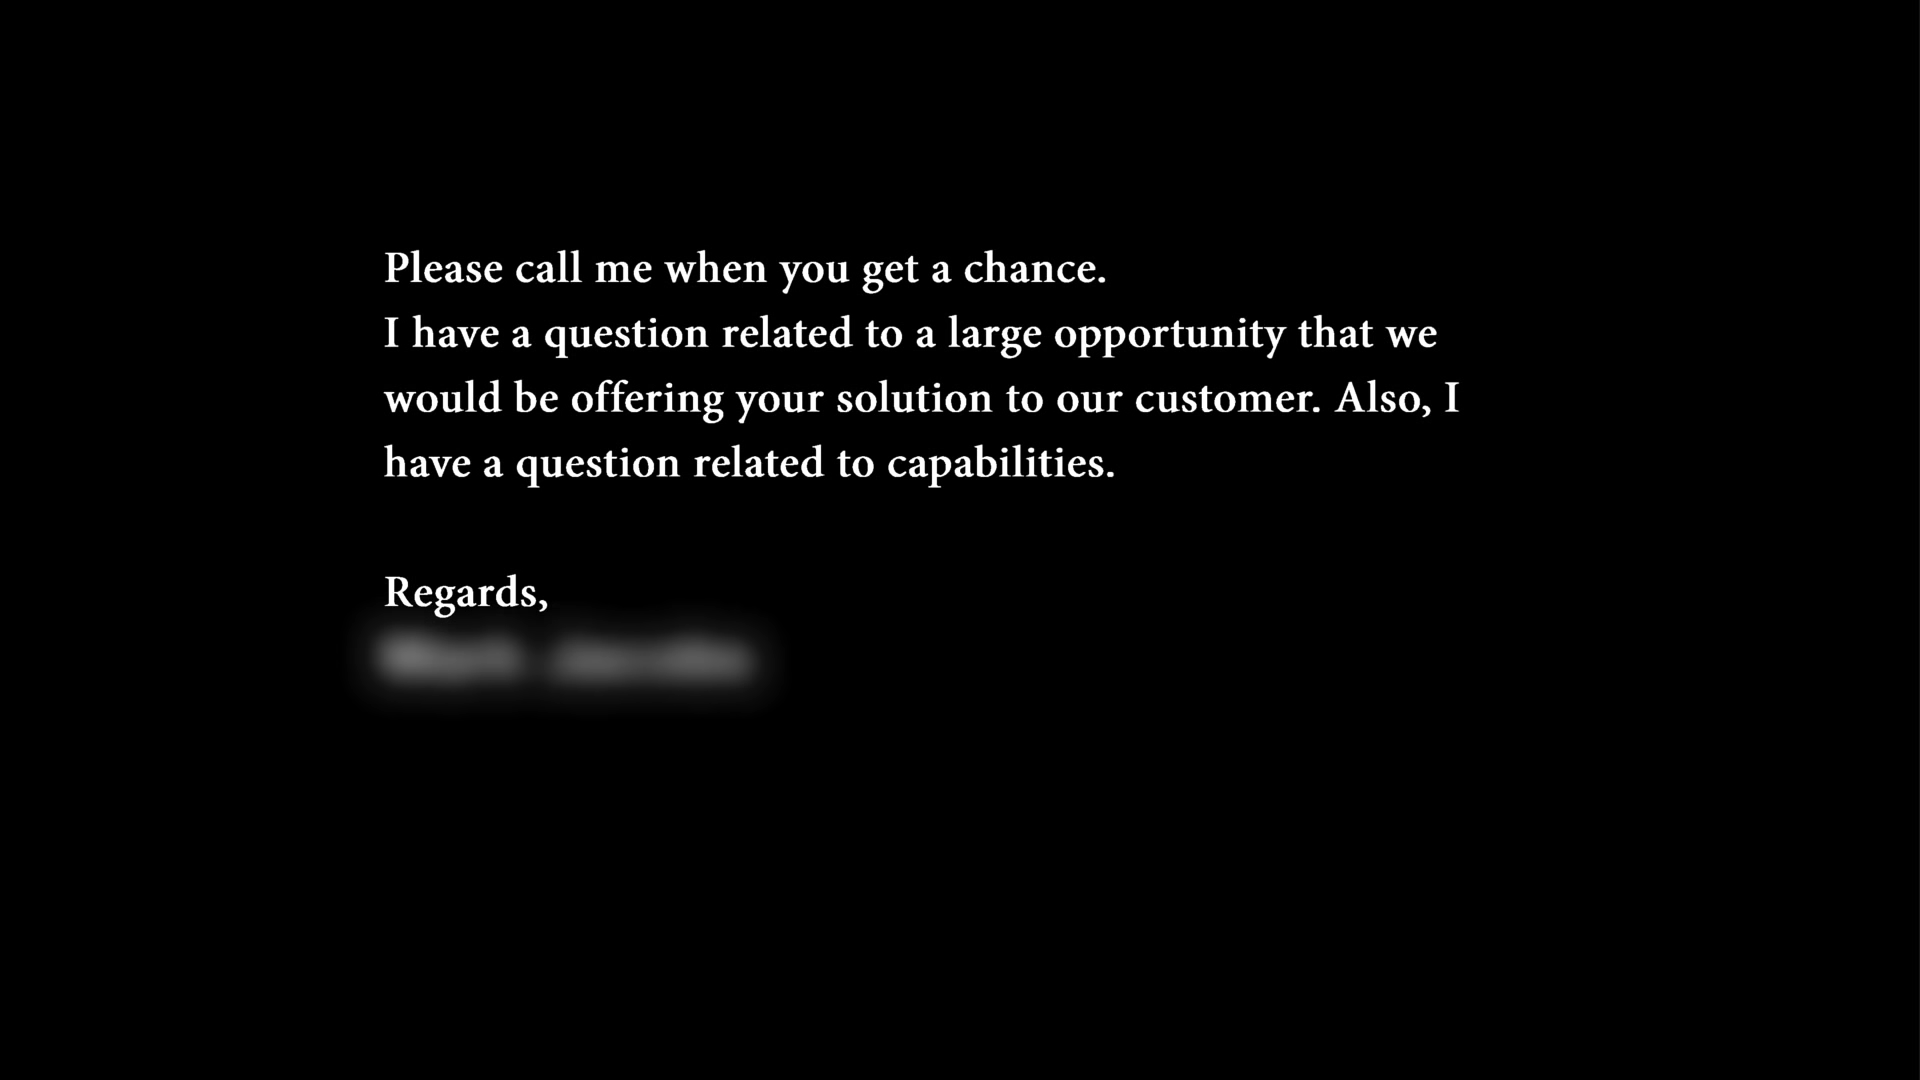 Please call me when you get a chance.
I have a question related to a large opportunity that we
would be offering your solution to our customer. Also, I
have a question related to capabilities.
Regards,